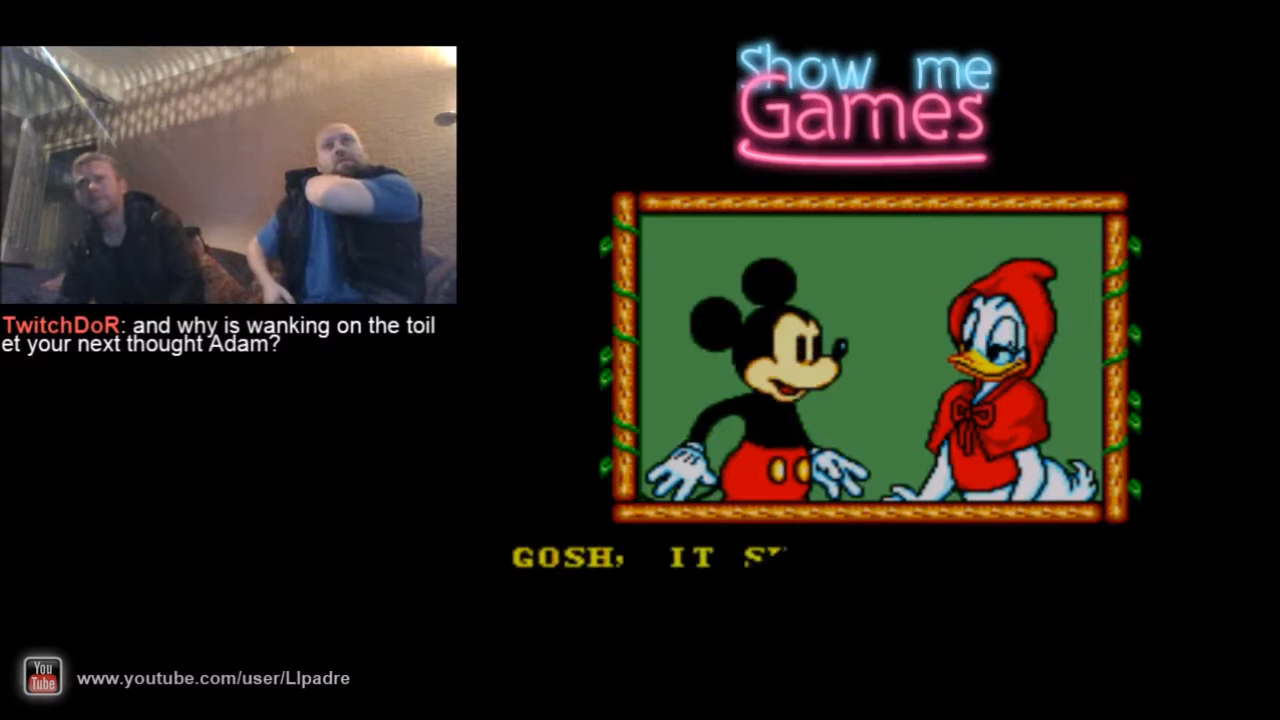 Show me
Games
TwitchDoR: and why is wanking on the toil
et your next thought Adam?
GOSH, IT
You
Tube
www.youtube.com/user/LIpadre